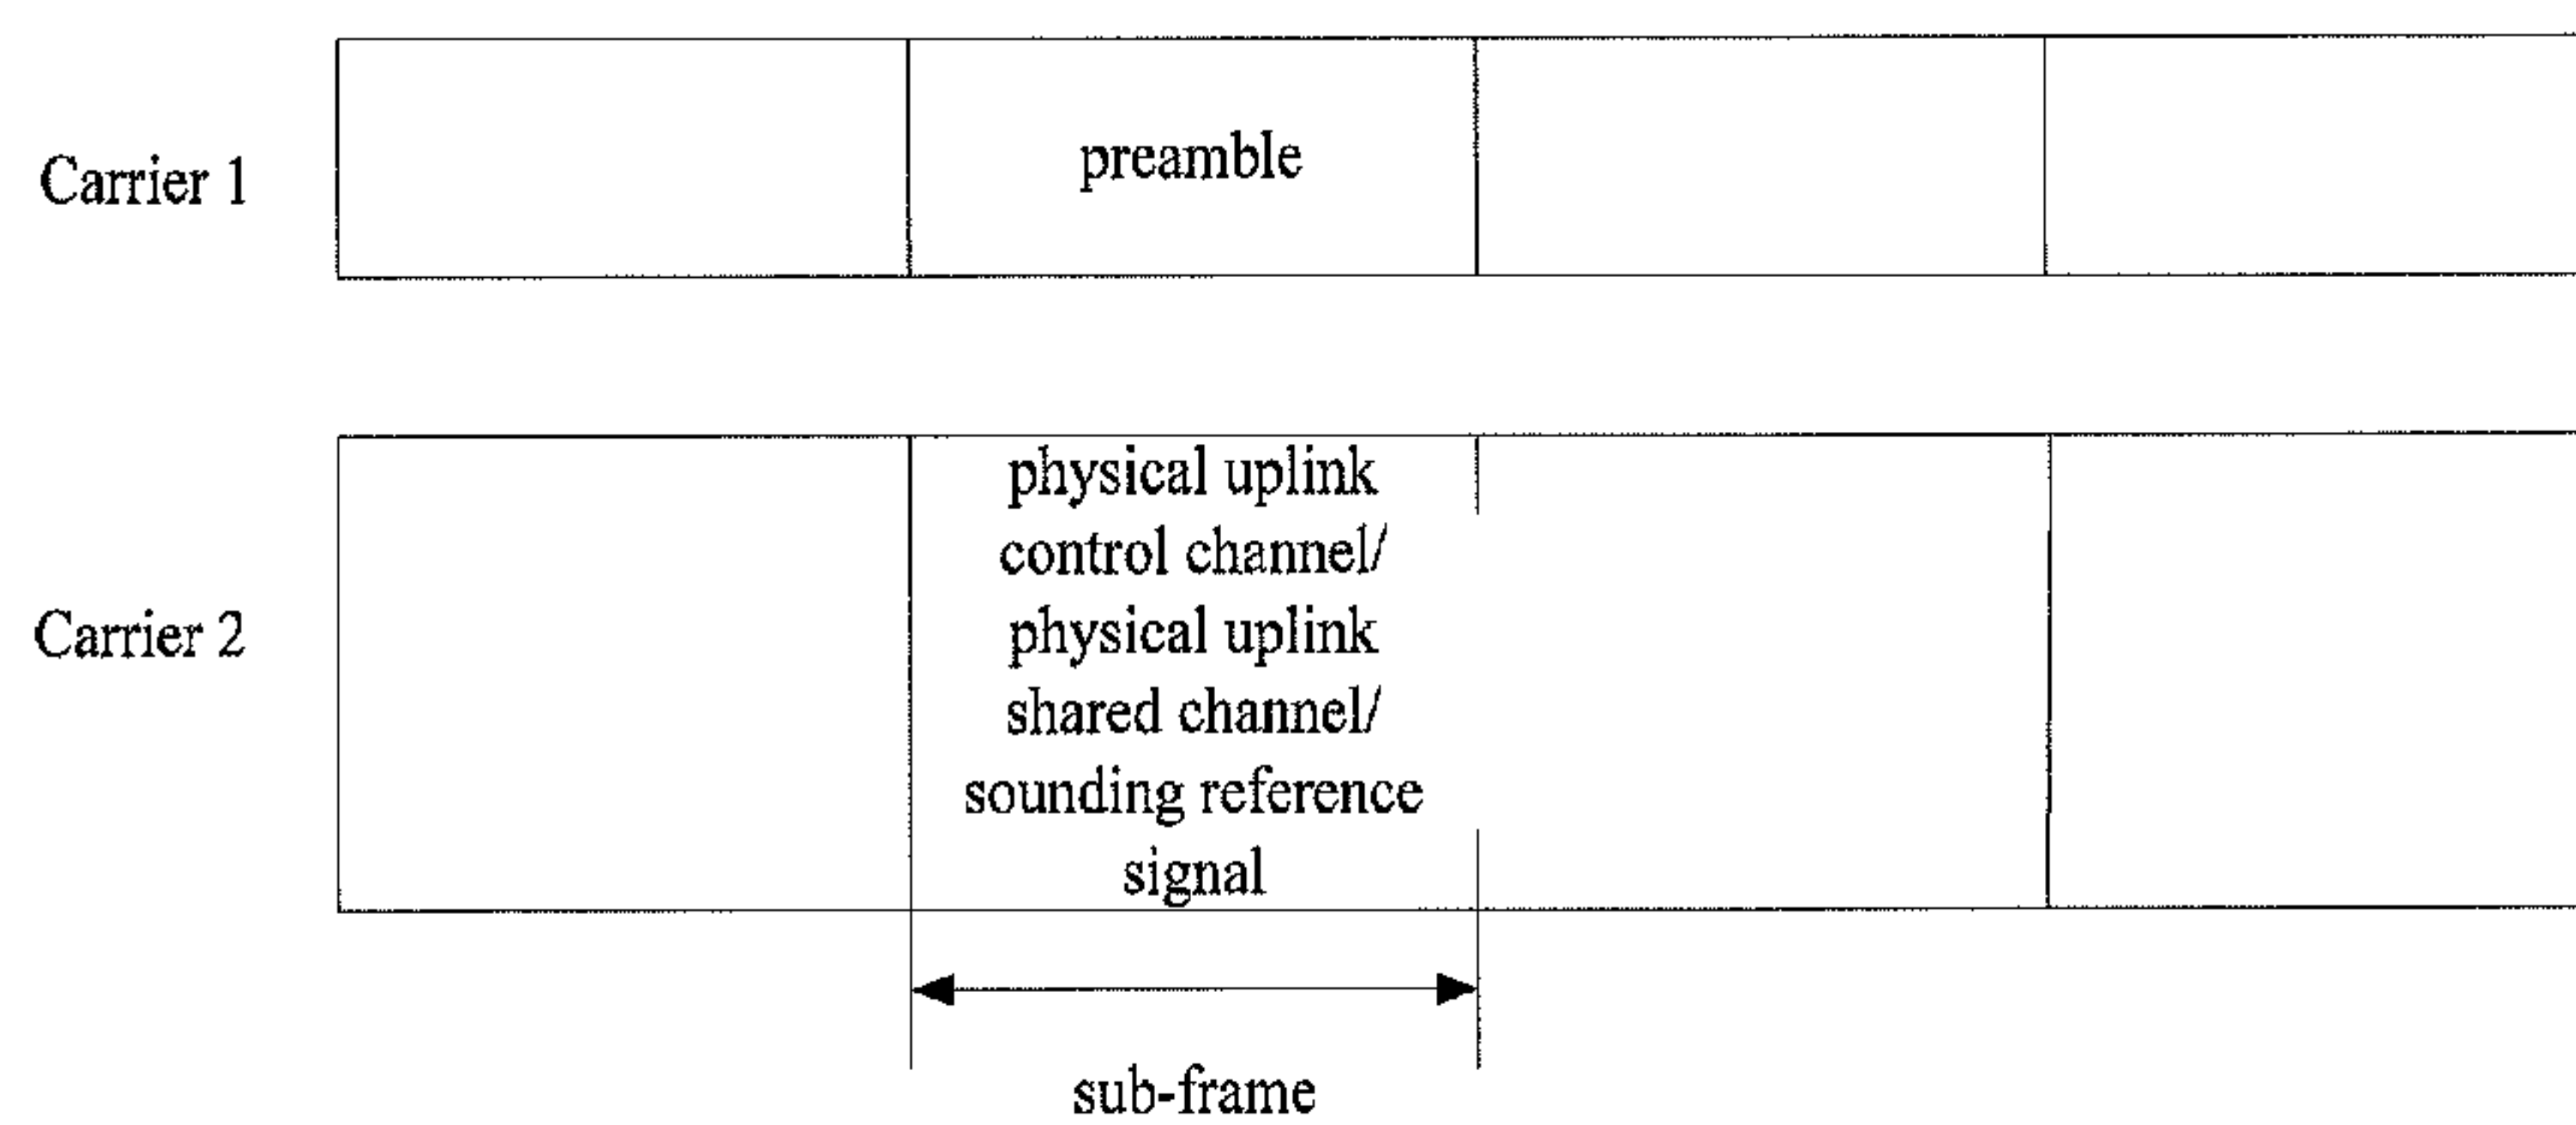 Carrier 1
preamble
Carrier 2
physical uplink
control channel/
physical uplink
shared channel/
sounding reference
signal
sub-frame